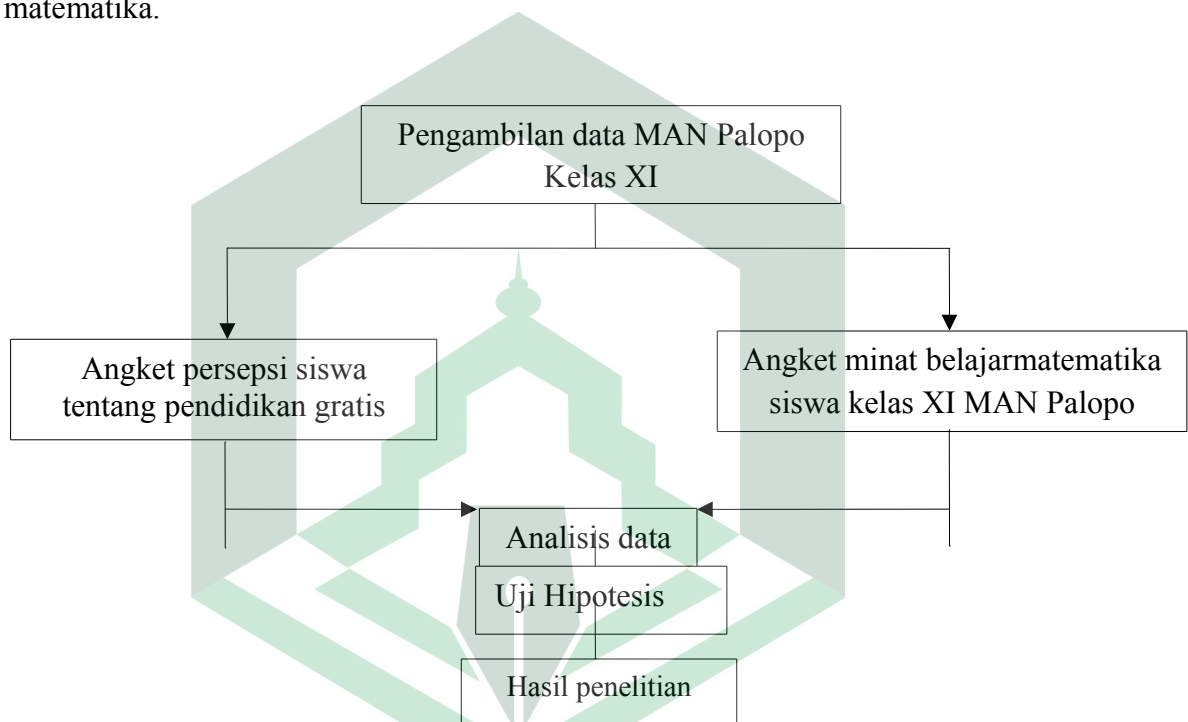 matematika.
Pengambilan data MAN Palopo
Kelas XI
Angket persepsi siswa
tentang pendidikan gratis
Angket minat belajarmatematika
siswa kelas XI MAN Palopo
Analisis data
Uji Hipotesis
Hasil penelitian